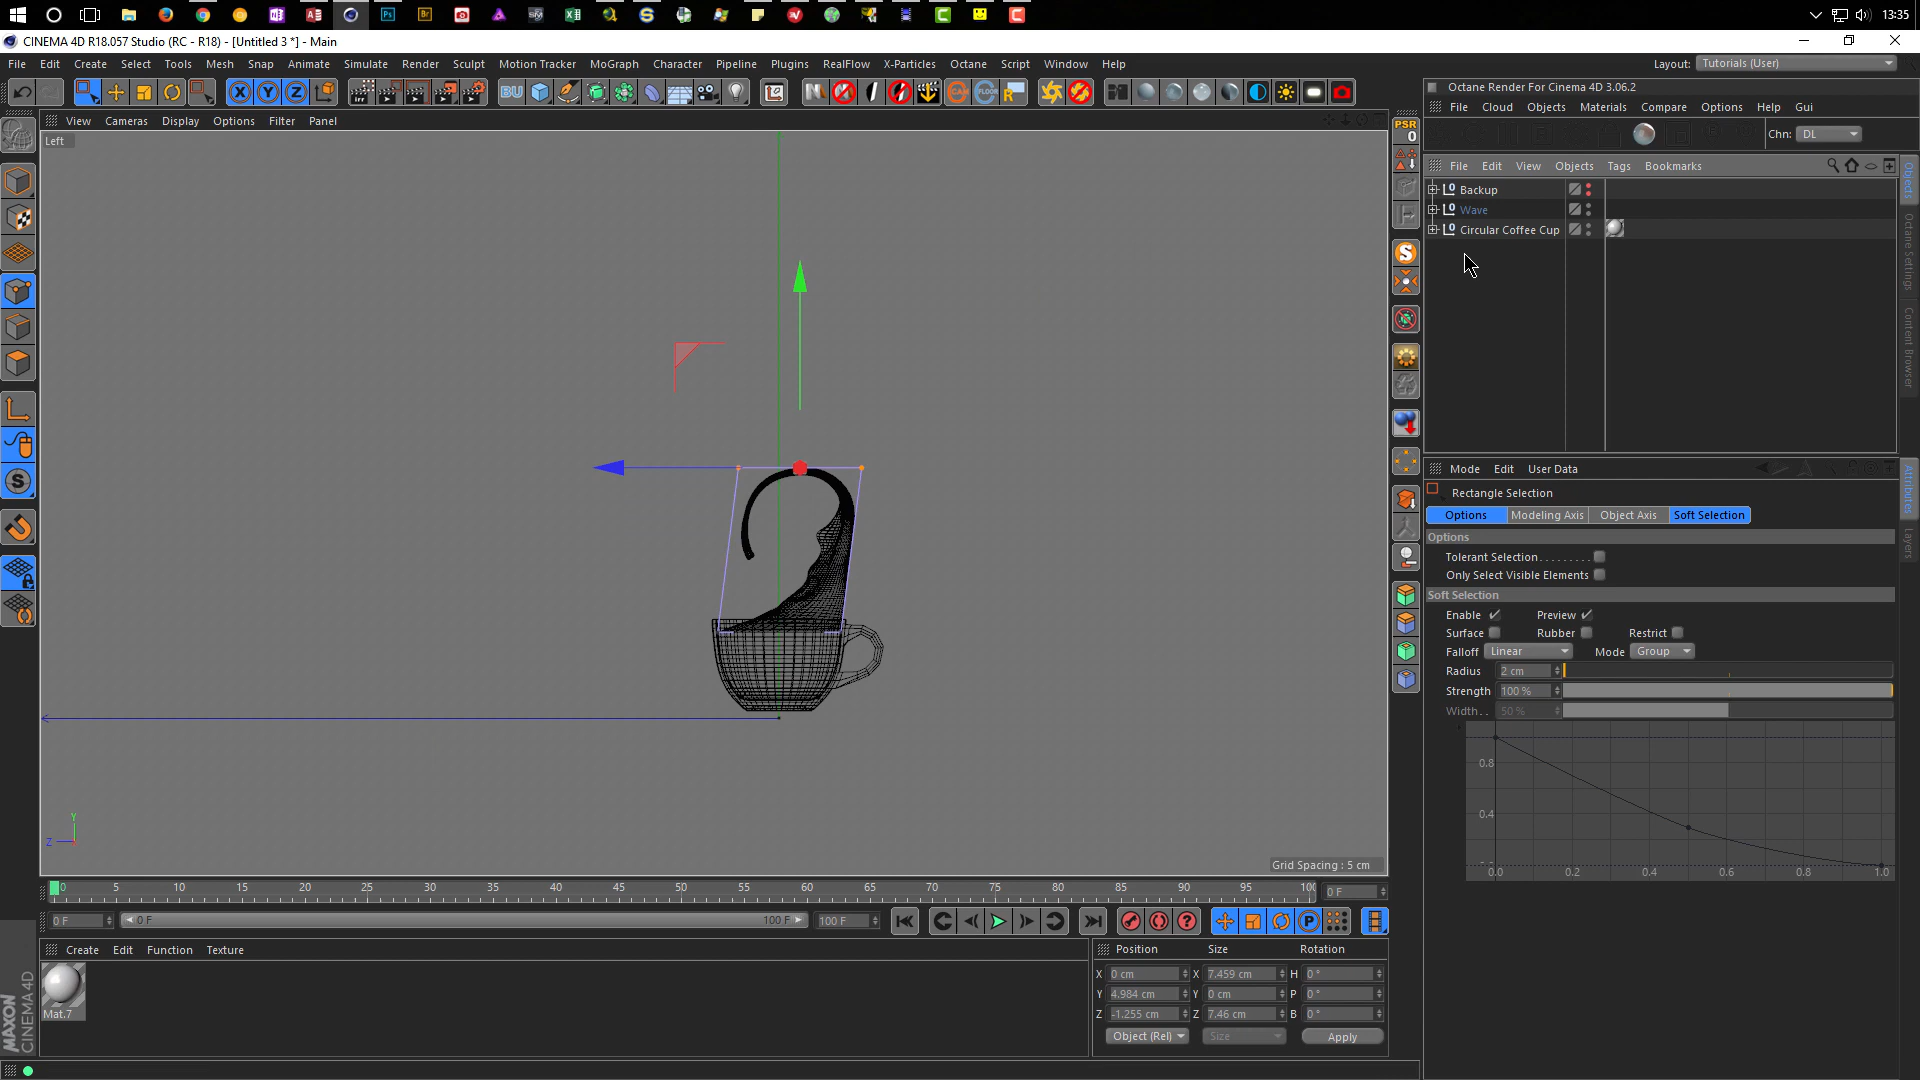 13:35
CINEMA 4D R18.057 Studio (RC - R18) - [Untitled 3 *] - Main
File Edit Create Select Tools Mesh Snap Animate Simulate Render Sculpt Motion Tracker MoGraph Character Pipeline Plugins RealFlow X-Particles Octane Script Window Help
Layout: Tutorials (User)
Octane Render For Cinema 4D 3.06.2
File Cloud Objects Materials Compare Options Help Gui
Chn: DL
View Cameras Display Options Filter Panel
PSR
0
Left
File Edit View Objects Tags Bookmarks
Backup
Wave
Circular Coffee Cup
Objects
Octane Settings
Content Browser
Mode Edit User Data
Rectangle Selection
Options Modeling Axis Object Axis Soft Selection
Attributes
Layers
Options
Tolerant Selection
Only Select Visible Elements
Soft Selection
Enable Preview
Surface Rubber Restrict
Falloff Linear Mode Group
Radius 2 cm
Strength 100 %
Width 50 %
0.8
0.4
0.0 0.2 0.4 0.6 0.8 1.0
Y
Z
Grid Spacing : 5 cm
0 5 10 15 20 25 30 35 40 45 50 55 60 65 70 75 80 85 90 95 100
0 F
0 F 0 F 100 F 100 F
Create Edit Function Texture
Mat.7
MAXON
CINEMA 4D
Position Size Rotation
X 0 cm X 7.459 cm H 0 °
Y 4.984 cm Y 0 cm P 0 °
Z -1.255 cm Z 7.46 cm B 0 °
Object (Rel) Size Apply